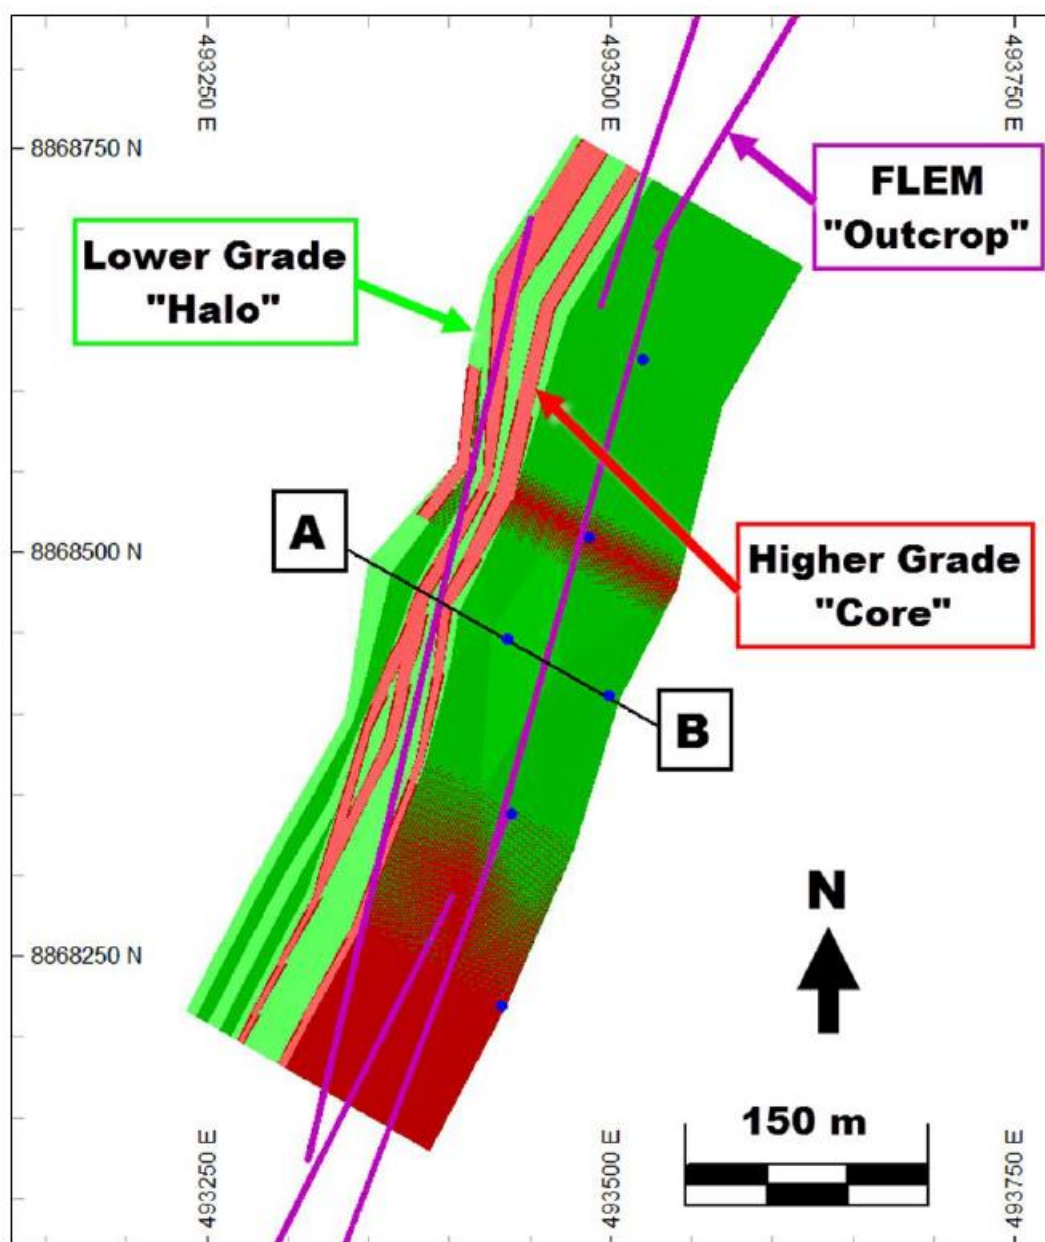 493250 E
493500 E
493750 E
8868750 N
FLEM
"Outcrop"
Lower Grade
"Halo"
8868500 N
A
Higher Grade
"Core"
B
N
8868250 N
150 m
493250 E
493500 E
493750 E